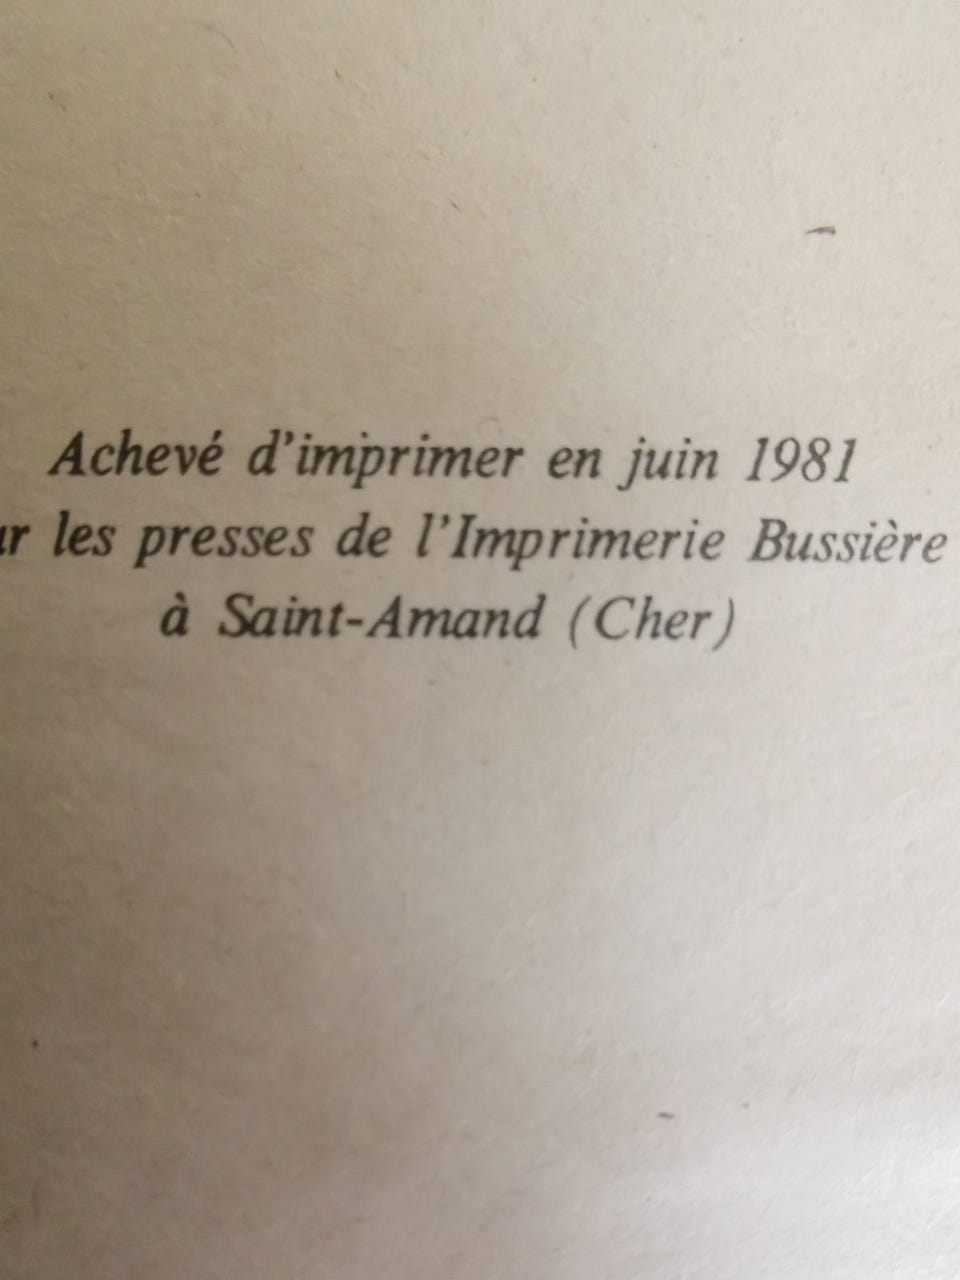 Achevé d'imprimer en juin 1981
les presses de l'Imprimerie Bussière
à Saint-Amand (Cher)